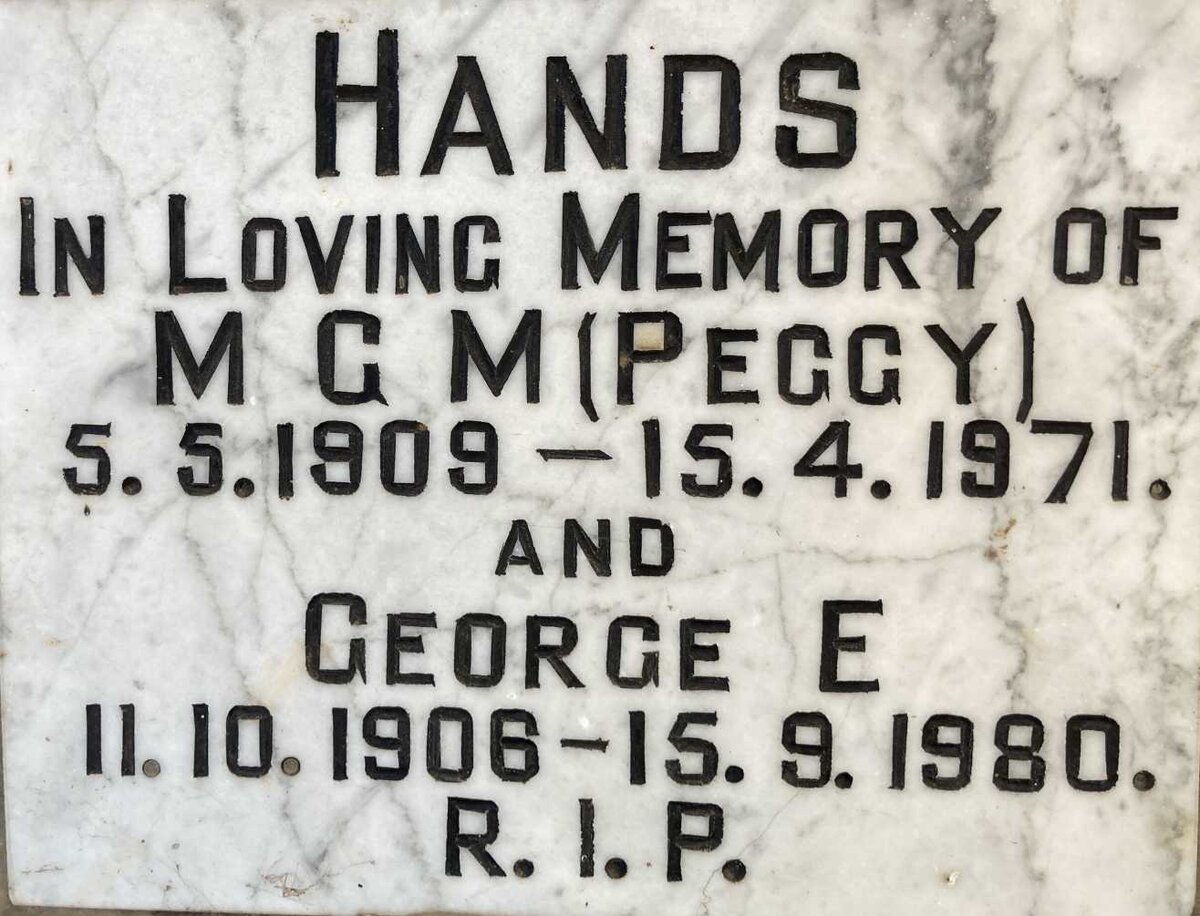 HANDS
IN LOVING MEMORY OF
M G M (PEGGY)
5. 5. 1909 – 15. 4. 1971.
AND
GEORGE E
11. 10. 1906 – 15. 9. 1980.
R. I. P.